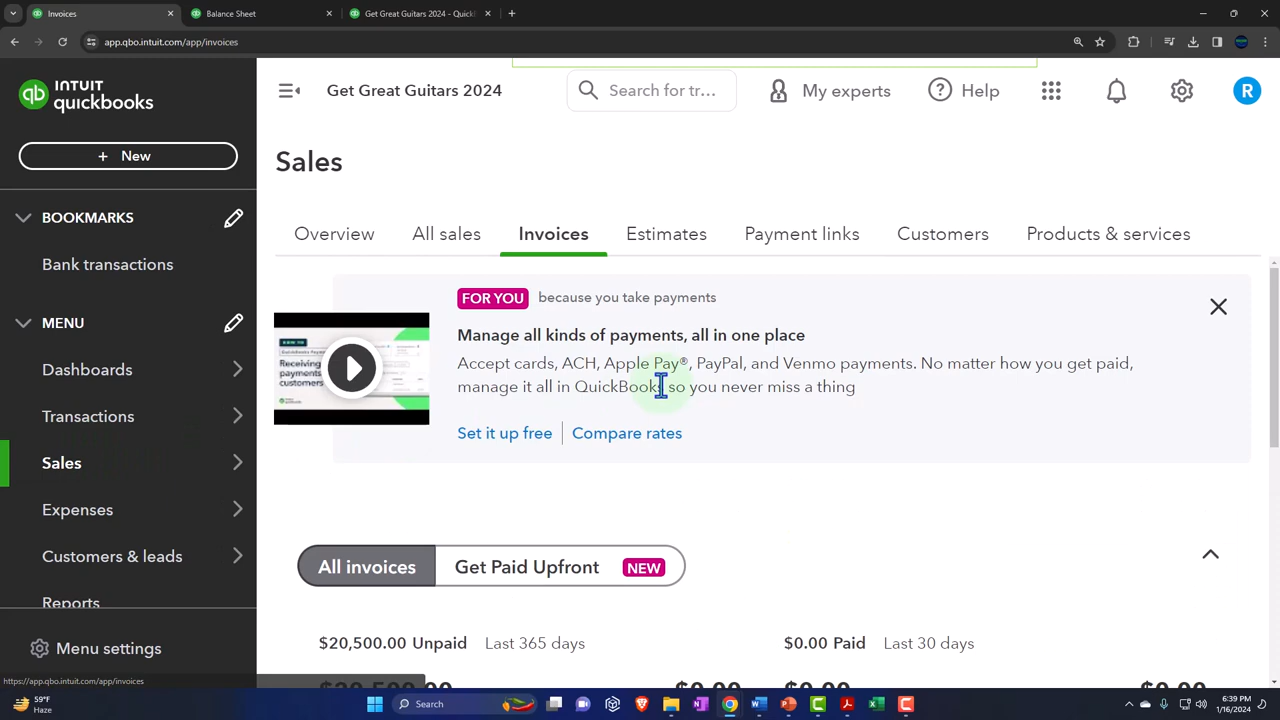 Invoices
Balance Sheet
Get Great Guitars 2024 - Quick
app.qbo.intuit.com/app/invoices
INTUIT
quickbooks
Get Great Guitars 2024
Search for tr...
My experts
Help
R
+ New
Sales
BOOKMARKS
Bank transactions
Overview
All sales
Invoices
Estimates
Payment links
Customers
Products & services
MENU
Dashboards
Transactions
Sales
Expenses
Customers & leads
Reports
Menu settings
FOR YOU because you take payments
Manage all kinds of payments, all in one place
Accept cards, ACH, Apple Pay®, PayPal, and Venmo payments. No matter how you get paid,
manage it all in QuickBooks so you never miss a thing
Set it up free
Compare rates
QuickBooks Payments
Receiving
payments
customers
All invoices
Get Paid Upfront NEW
$20,500.00 Unpaid Last 365 days
$0.00 Paid Last 30 days
https://app.qbo.intuit.com/app/invoices
59°F
Haze
Search
6:39 PM
1/16/2024